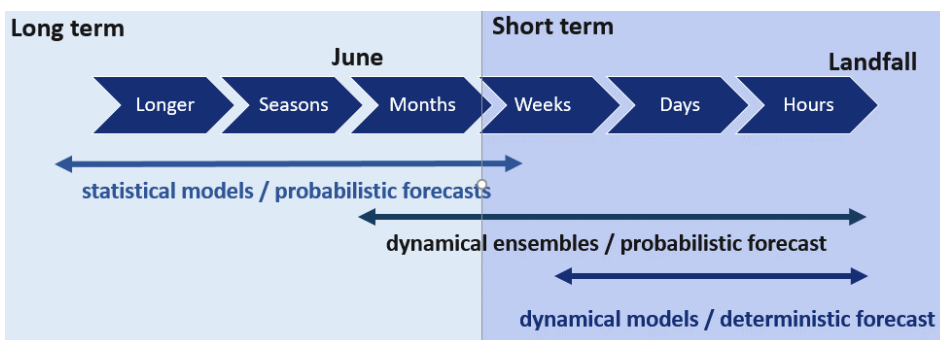 Long term
Short term
June
Landfall
Longer
Seasons
Months
Weeks
Days
Hours
statistical models / probabilistic forecasts
dynamical ensembles / probabilistic forecast
dynamical models / deterministic forecast